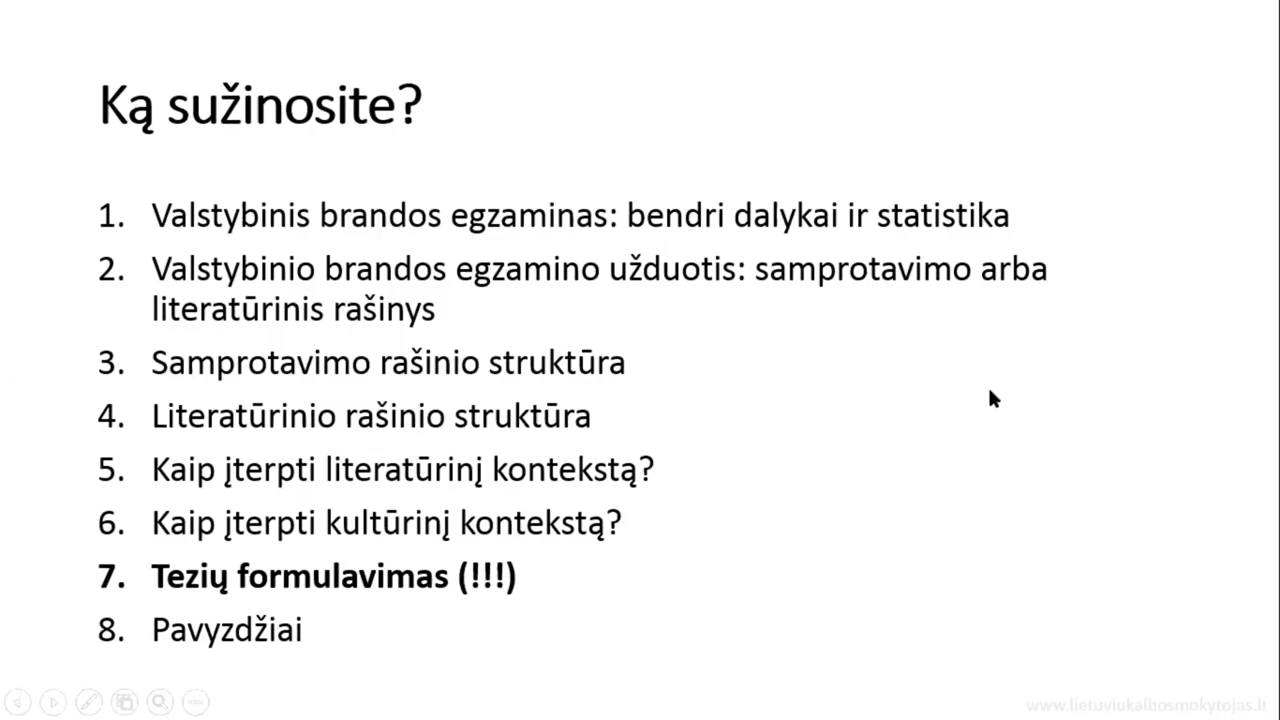 Ką sužinosite?
1. Valstybinis brandos egzaminas: bendri dalykai ir statistika
2. Valstybinio brandos egzamino užduotis: samprotavimo arba
literatūrinis rašinys
3. Samprotavimo rašinio struktūra
4. Literatūrinio rašinio struktūra
5. Kaip įterpti literatūrinį kontekstą?
6. Kaip įterpti kultūrinį kontekstą?
7. Tezių formulavimas (!!!)
8. Pavyzdžiai
www.lietuviukalbosmokytojas.lt